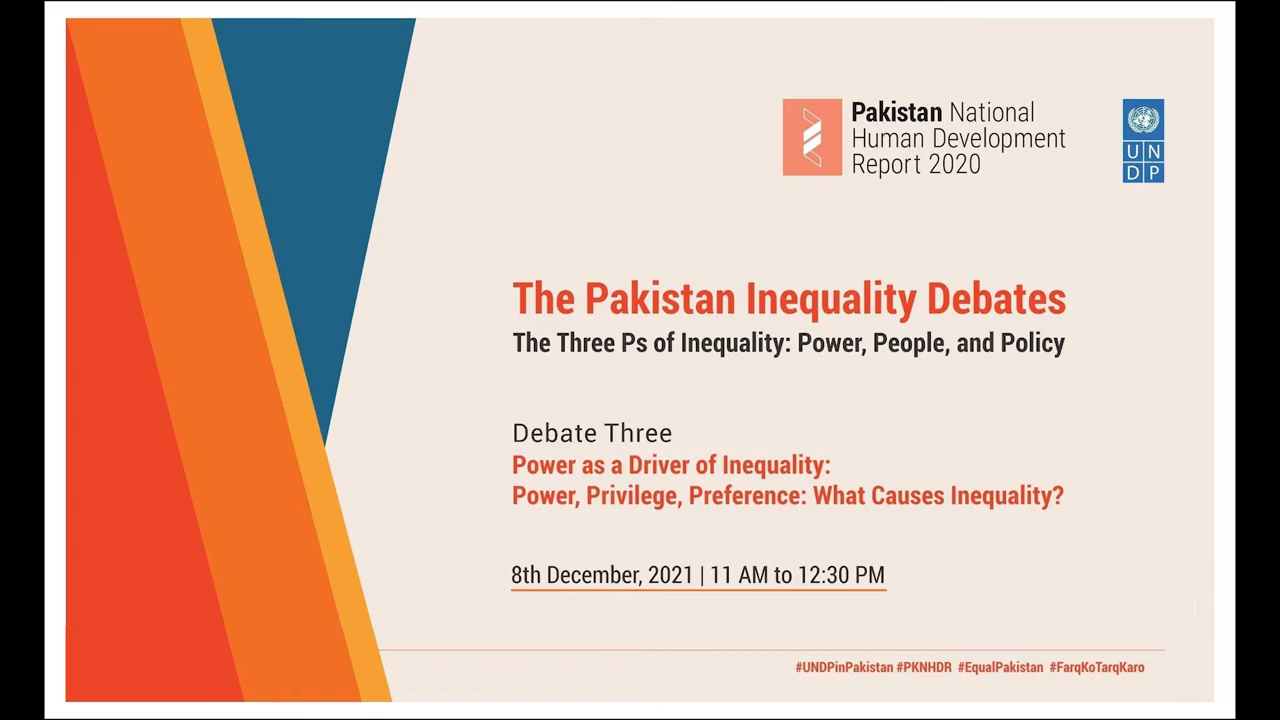 Pakistan National
Human Development
Report 2020
UN
DP
The Pakistan Inequality Debates
The Three Ps of Inequality: Power, People, and Policy
Debate Three
Power as a Driver of Inequality:
Power, Privilege, Preference: What Causes Inequality?
8th December, 2021 | 11 AM to 12:30 PM
#UNDPinPakistan #PKNHDR #EqualPakistan #FarqKoTarqKaro